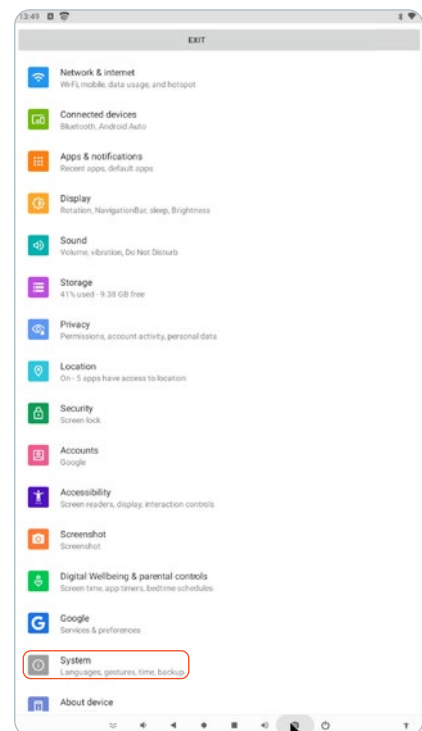 13:49
EXIT
Network & internet
Wi-Fi, mobile, data usage, and hotspot
Connected devices
Bluetooth, Android Auto
Apps & notifications
Recent apps, default apps
Display
Rotation, NavigationBar, sleep, Brightness
Sound
Volume, vibration, Do Not Disturb
Storage
41% used - 9.38 GB free
Privacy
Permissions, account activity, personal data
Location
On - 5 apps have access to location
Security
Screen lock
Accounts
Google
Accessibility
Screen readers, display, interaction controls
Screenshot
Screenshot
Digital Wellbeing & parental controls
Screen time, app timers, bedtime schedules
Google
Services & preferences
System
Languages, gestures, time, backup
About device